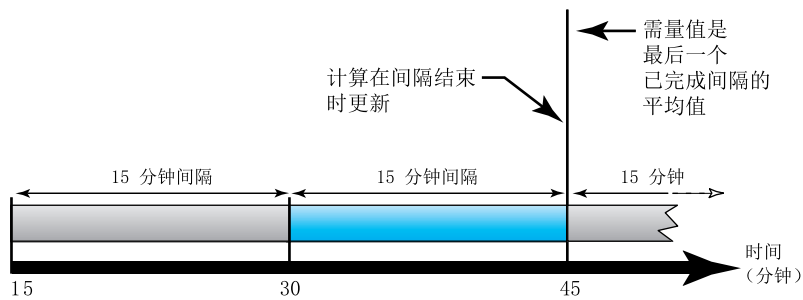 需量值是
最后一个
已完成间隔的
平均值
计算在间隔结束
时更新
15 分钟间隔
15 分钟间隔
15 分钟
时间
(分钟)
15
30
45